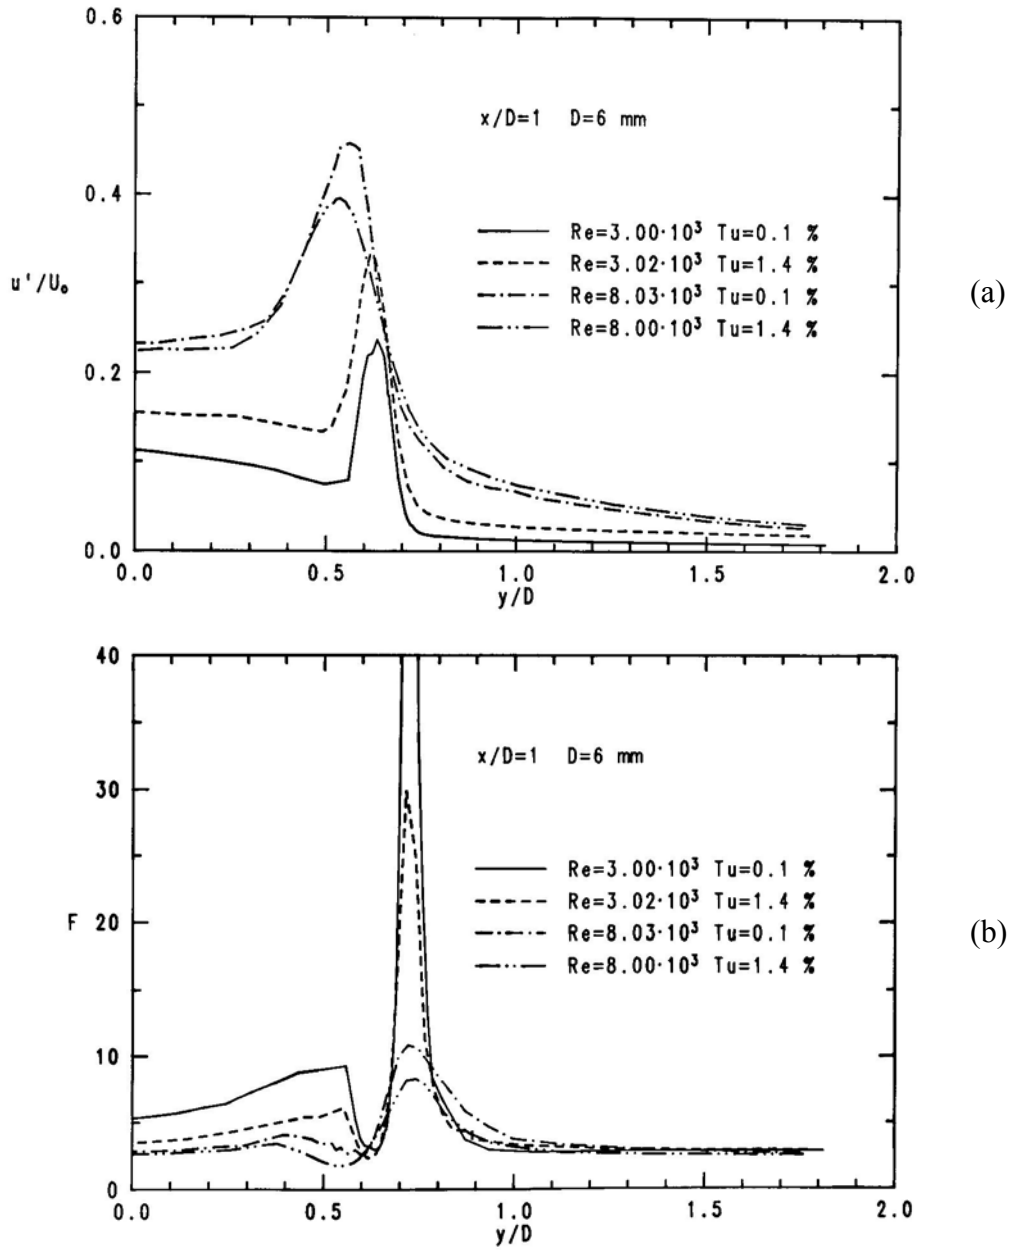 0.6
x/D=1 D=6 mm
0.4
Re=3.00·10³ Tu=0.1 %
Re=3.02·10³ Tu=1.4 %
Re=8.03·10³ Tu=0.1 %
Re=8.00·10³ Tu=1.4 %
u'/U₀
(a)
0.2
0.0
0.0 0.5 1.0 1.5 2.0
y/D
40
x/D=1 D=6 mm
30
Re=3.00·10³ Tu=0.1 %
Re=3.02·10³ Tu=1.4 %
Re=8.03·10³ Tu=0.1 %
Re=8.00·10³ Tu=1.4 %
F
20
(b)
10
0
0.0 0.5 1.0 1.5 2.0
y/D